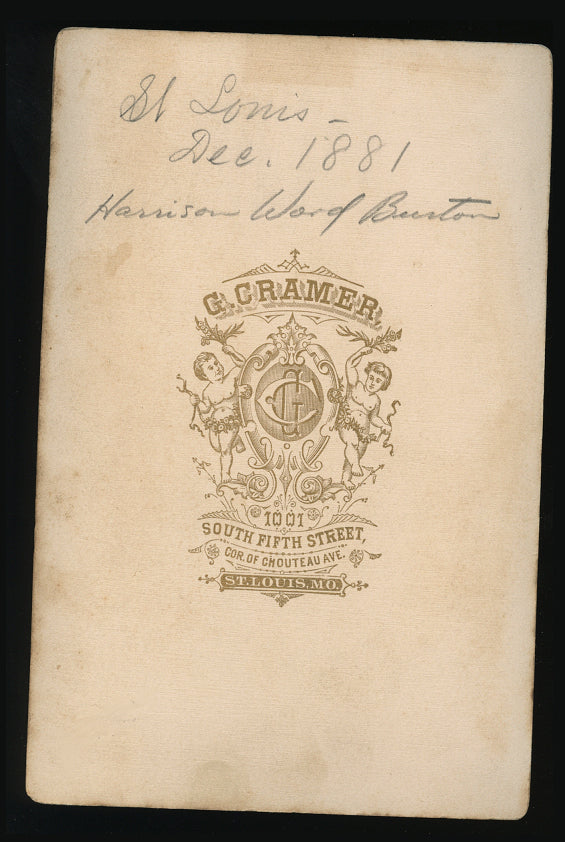 St Louis –
Dec. 1881
Harrison Ward Burton
G. CRAMER,
GC
1001
SOUTH FIFTH STREET,
COR. OF CHOUTEAU AVE.
ST. LOUIS, MO.